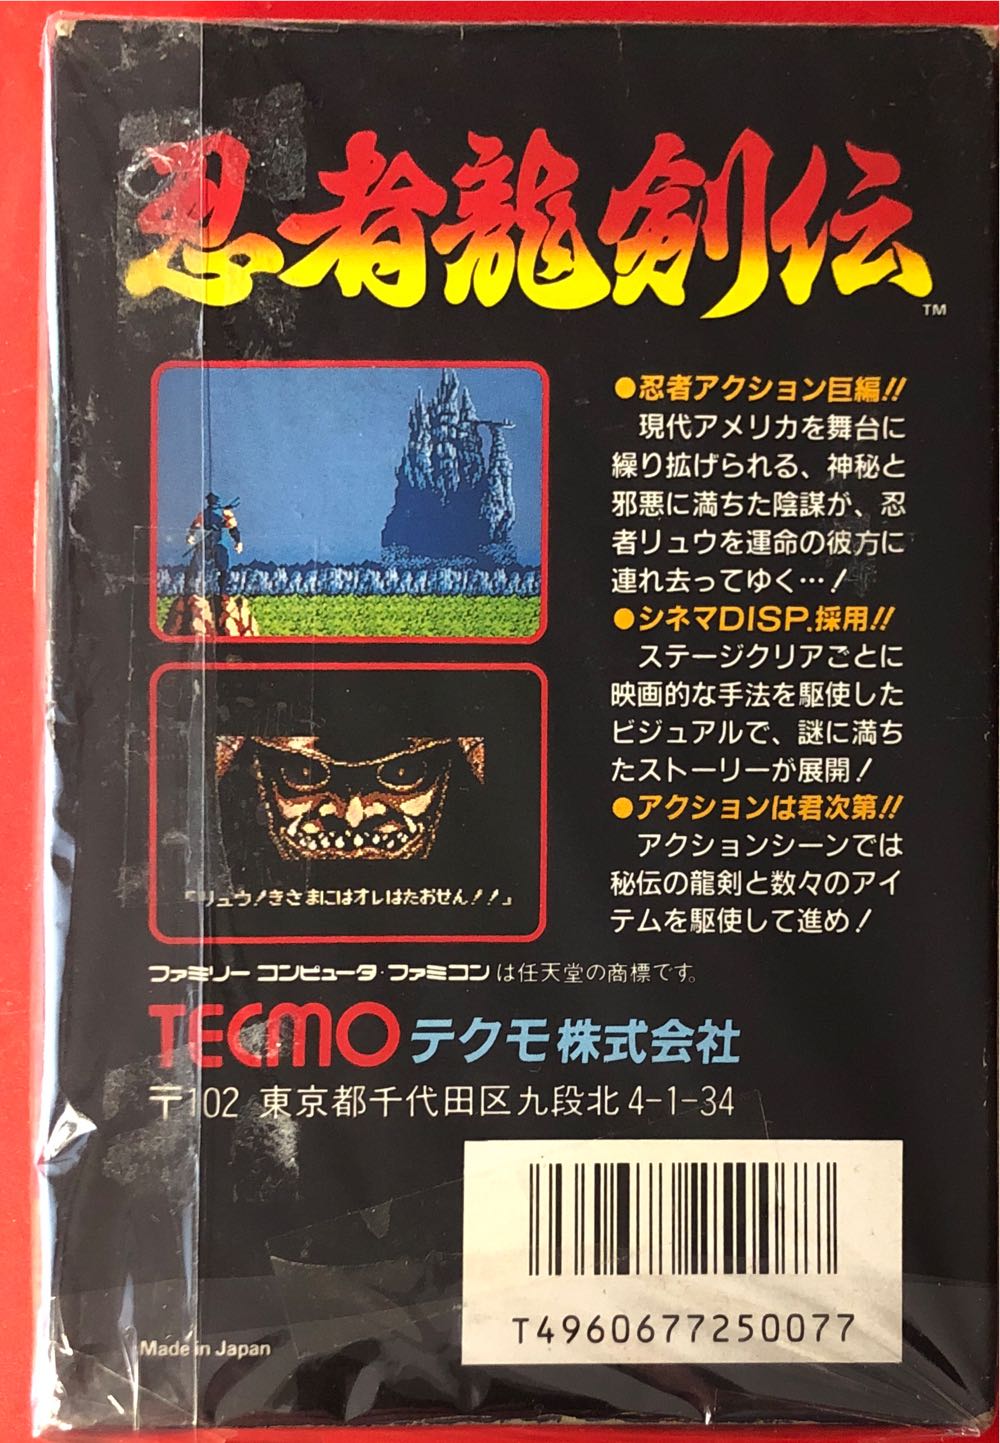 忍者龍剣伝
TM
●忍者アクション巨編!!
現代アメリカを舞台に
繰り拡げられる、神秘と
邪悪に満ちた陰謀が、忍
者リュウを運命の彼方に
連れ去ってゆく…!
●シネマDISP.採用!!
ステージクリアごとに
映画的な手法を駆使した
ビジュアルで、謎に満ち
たストーリーが展開!
●アクションは君次第!!
アクションシーンでは
秘伝の龍剣と数々のアイ
テムを駆使して進め!
「リュウ!きさまにはオレはたおせん!!」
ファミリーコンピュータ・ファミコンは任天堂の商標です。
TECMO テクモ株式会社
〒102 東京都千代田区九段北4-1-34
T4960677250077
Made in Japan